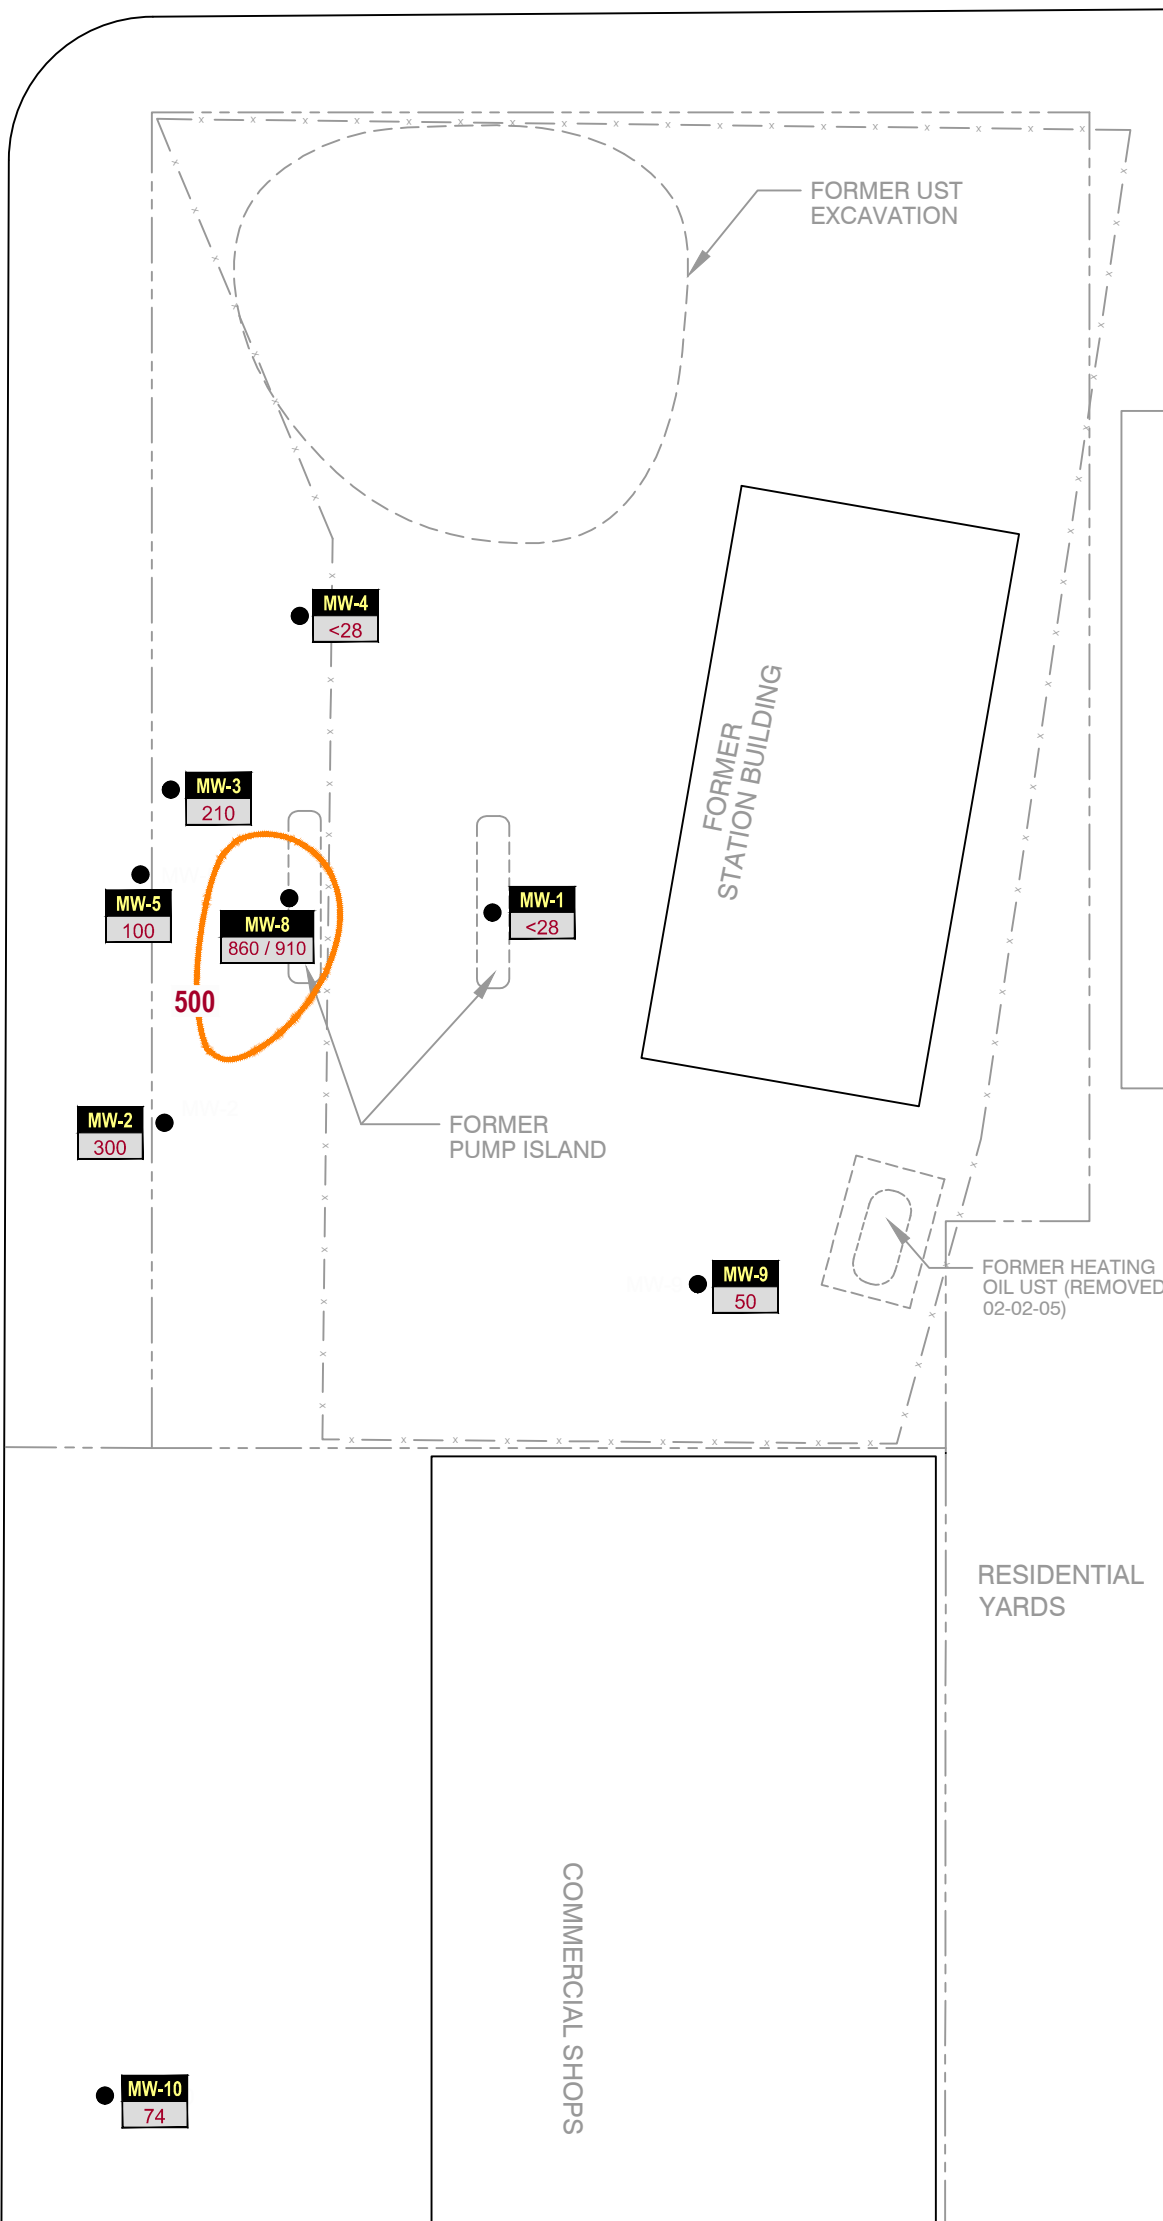 FORMER UST
EXCAVATION
MW-4
<28
FORMER
STATION BUILDING
MW-3
210
MW-5
100
MW-8
860 / 910
MW-1
<28
500
MW-2
300
FORMER
PUMP ISLAND
MW-9
50
FORMER HEATING
OIL UST (REMOVED
02-02-05)
RESIDENTIAL
YARDS
COMMERCIAL SHOPS
MW-10
74